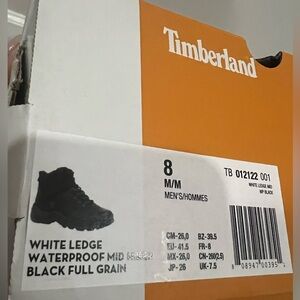 Timberland
8
M/M
MEN'S/HOMMES
TB 012122 001
WHITE LEDGE MID
WP BLACK
CM-26,0 BZ-39.5
EU-41.5 FR-8
MX-26,0 CN-260(2.5)
JP-26 UK-7.5
WHITE LEDGE
WATERPROOF MID
BLACK FULL GRAIN
08947 00395